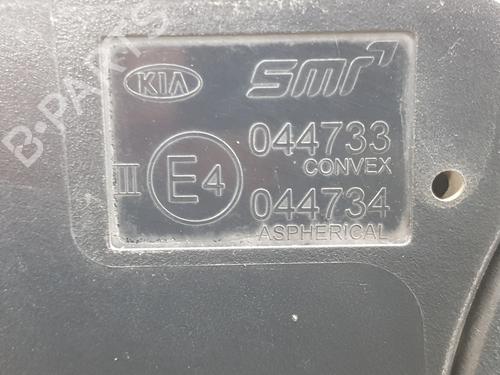 B-PARTS
KIA SMR
044733
CONVEX
III E4
044734
ASPHERICAL